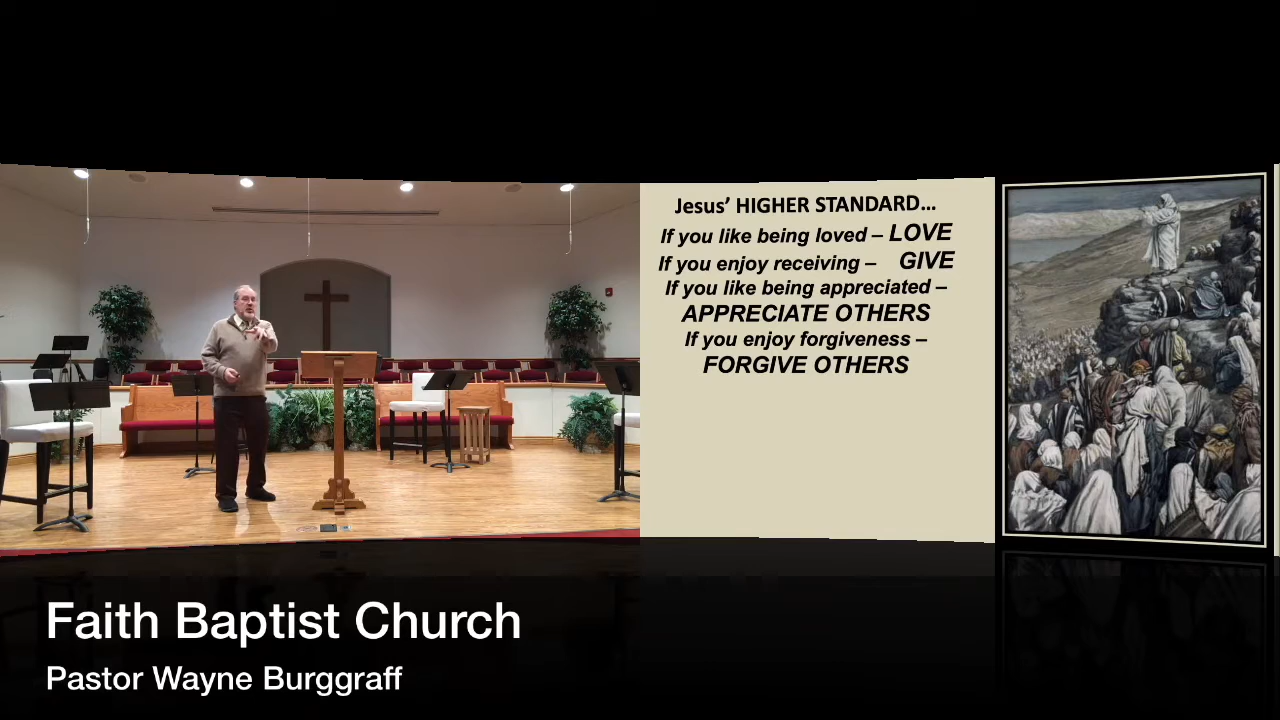 Jesus’ HIGHER STANDARD...
If you like being loved – LOVE
If you enjoy receiving – GIVE
If you like being appreciated –
APPRECIATE OTHERS
If you enjoy forgiveness –
FORGIVE OTHERS
Faith Baptist Church
Pastor Wayne Burggraff